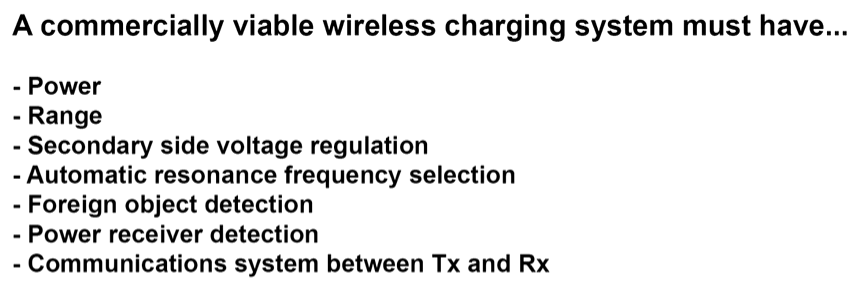 A commercially viable wireless charging system must have...
- Power
- Range
- Secondary side voltage regulation
- Automatic resonance frequency selection
- Foreign object detection
- Power receiver detection
- Communications system between Tx and Rx